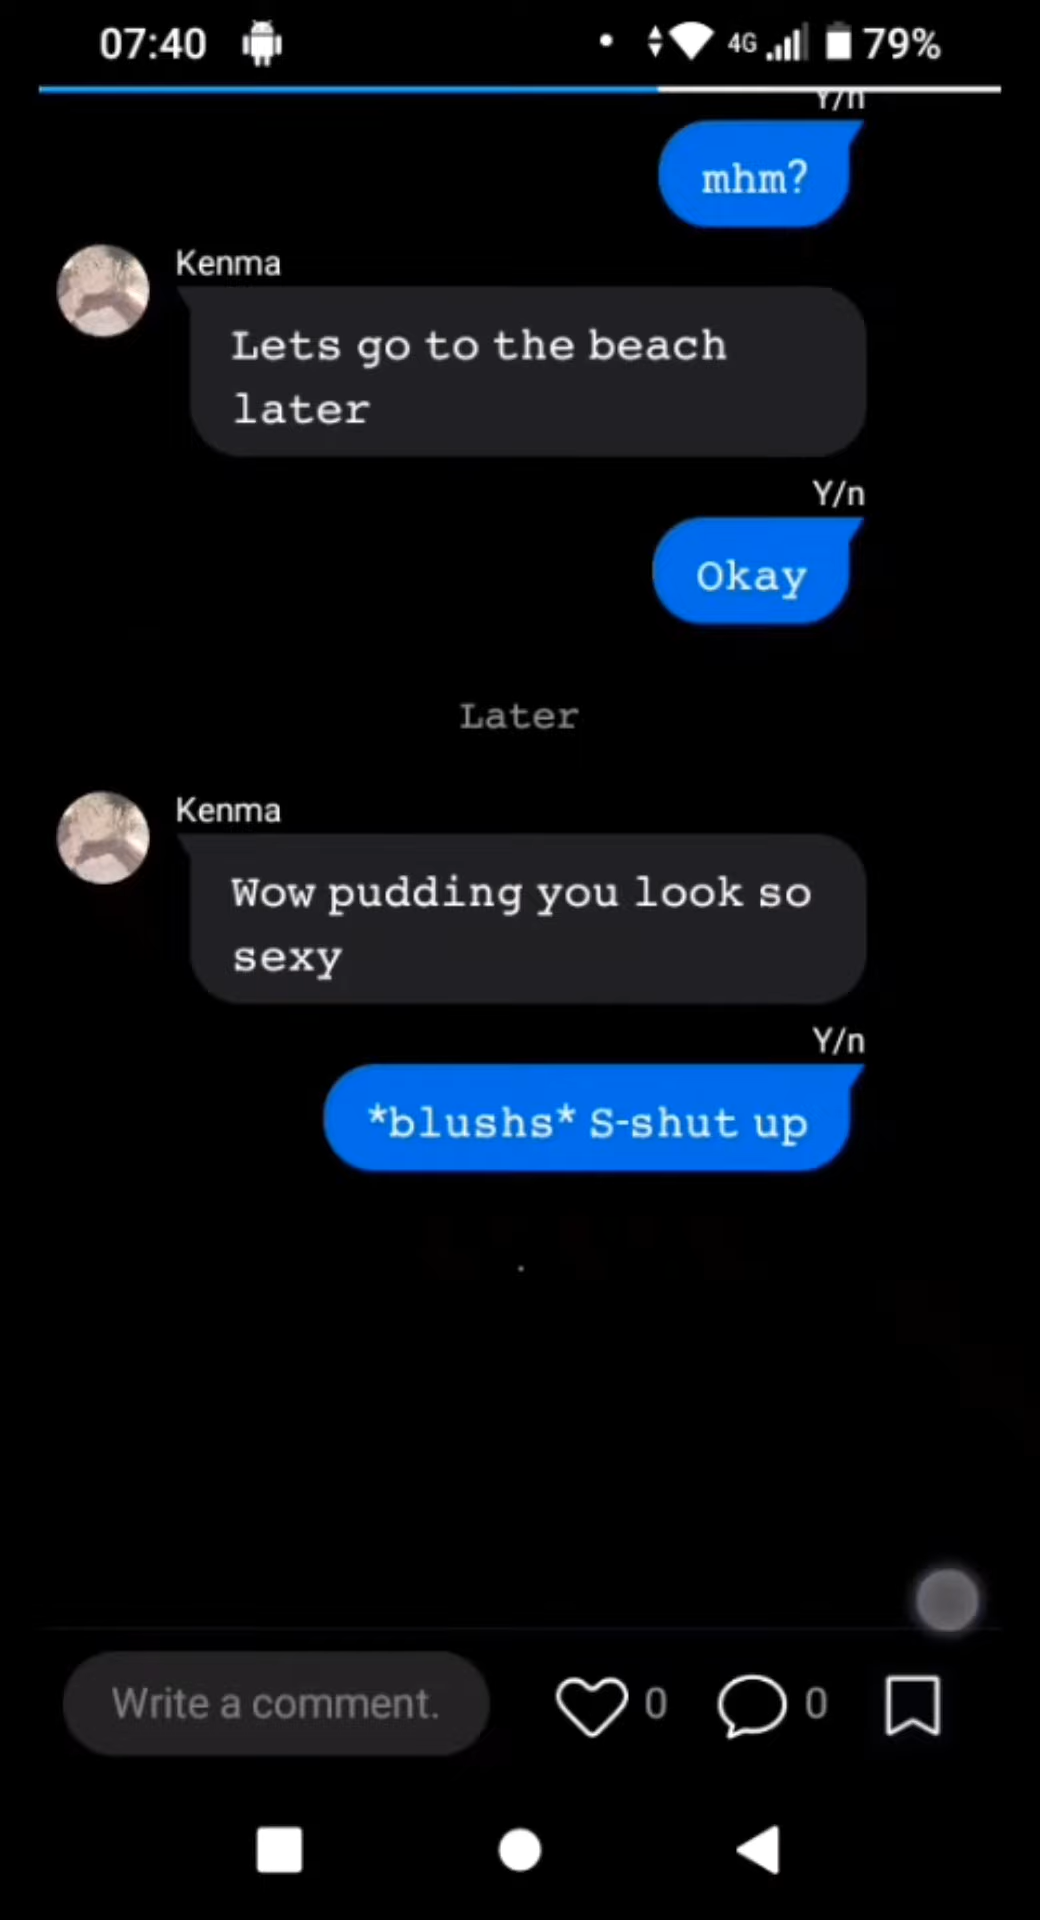 07:40
4G
79%
Y/n
mhm?
Kenma
Lets go to the beach
later
Y/n
Okay
Later
Kenma
Wow pudding you look so
sexy
Y/n
*blushs* S-shut up
.
Write a comment.
0
0